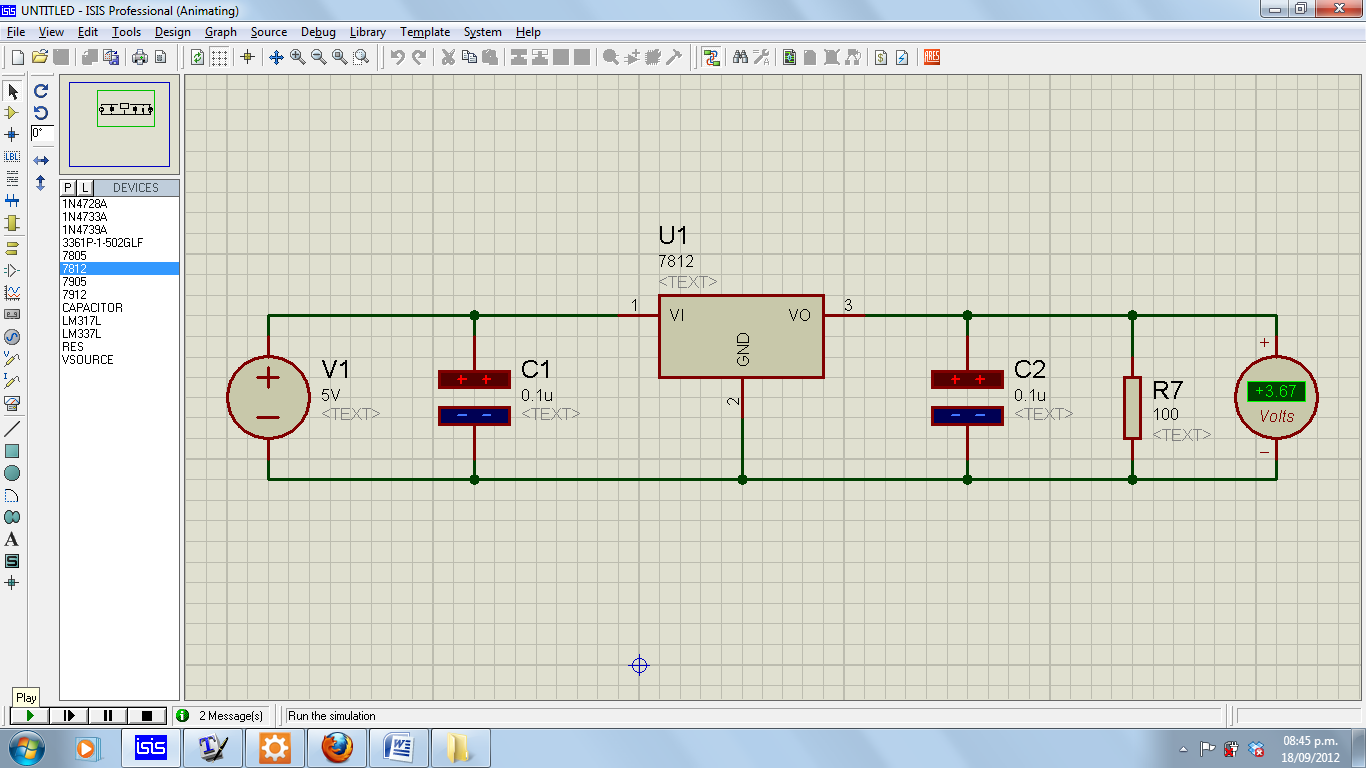 UNTITLED - ISIS Professional (Animating)
File View Edit Tools Design Graph Source Debug Library Template System Help
0°
LBL
A
S
P L DEVICES
1N4728A
1N4733A
1N4739A
3361P-1-502GLF
7805
7812
7905
7912
CAPACITOR
LM317L
LM337L
RES
VSOURCE
U1
7812
<TEXT>
1
VI
VO
3
GND
2
V1
5V
<TEXT>
C1
0.1u
<TEXT>
C2
0.1u
<TEXT>
R7
100
<TEXT>
+3.67
Volts
Play
2 Message(s)
Run the simulation
isis
08:45 p.m.
18/09/2012